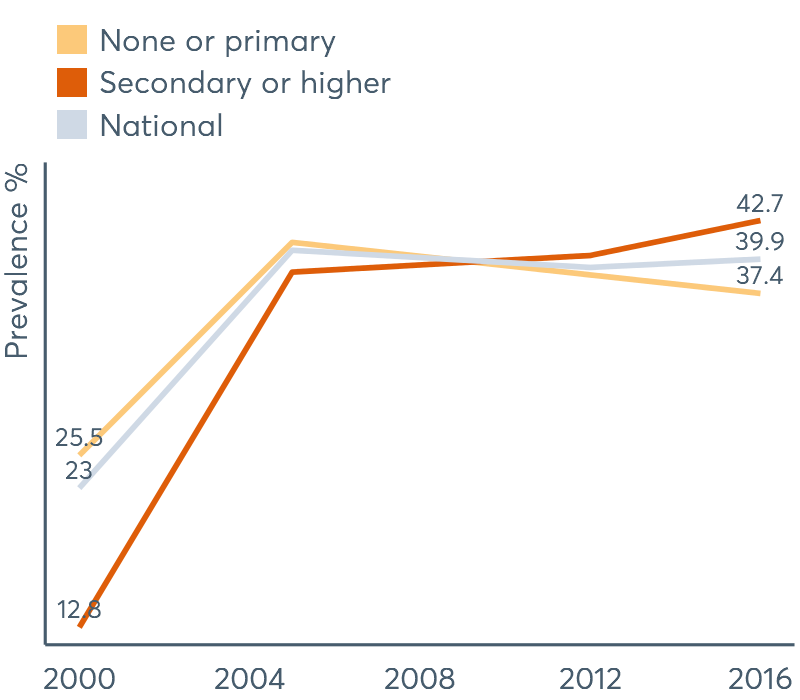 None or primary
Secondary or higher
National
Prevalence %
42.7
39.9
37.4
25.5
23
12.8
2000 2004 2008 2012 2016